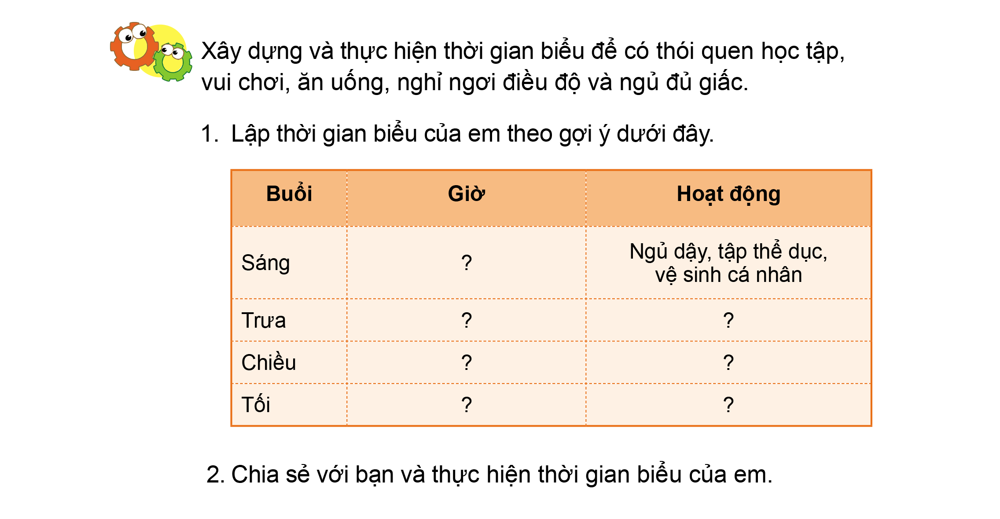 Xây dựng và thực hiện thời gian biểu để có thói quen học tập,
vui chơi, ăn uống, nghỉ ngơi điều độ và ngủ đủ giấc.
1. Lập thời gian biểu của em theo gợi ý dưới đây.
Buổi Giờ Hoạt động
Sáng ? Ngủ dậy, tập thể dục,
vệ sinh cá nhân
Trưa ? ?
Chiều ? ?
Tối ? ?
2. Chia sẻ với bạn và thực hiện thời gian biểu của em.